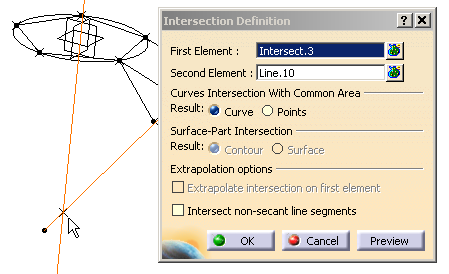 Intersection Definition
First Element : Intersect.3
Second Element : Line.10
Curves Intersection With Common Area
Result: Curve Points
Surface-Part Intersection
Result: Contour Surface
Extrapolation options
Extrapolate intersection on first element
Intersect non-secant line segments
OK Cancel Preview